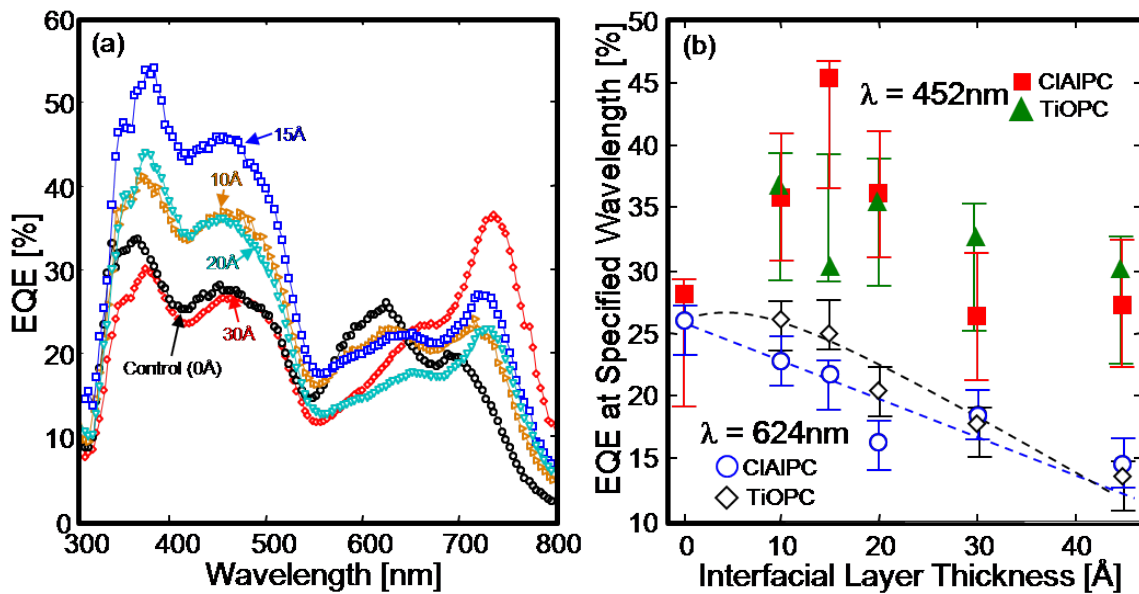 (a)
EQE [%]
60
50
40
30
20
10
0
15Å
10Å
20Å
30Å
Control (0Å)
300 400 500 600 700 800
Wavelength [nm]
(b)
EQE at Specified Wavelength [%]
50
45
40
35
30
25
20
15
10
ClAlPC
TiOPC
λ = 452nm
λ = 624nm
ClAlPC
TiOPC
0 10 20 30 40
Interfacial Layer Thickness [Å]